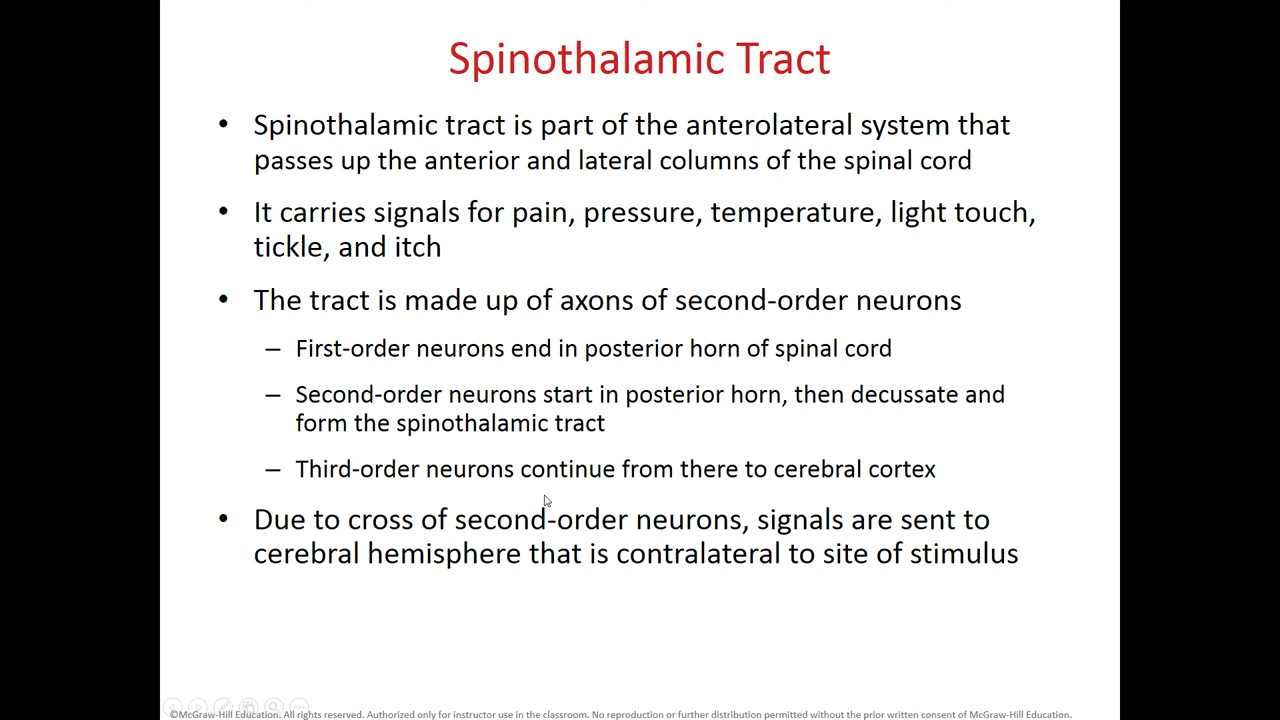 Spinothalamic Tract
• Spinothalamic tract is part of the anterolateral system that
passes up the anterior and lateral columns of the spinal cord
• It carries signals for pain, pressure, temperature, light touch,
tickle, and itch
• The tract is made up of axons of second-order neurons
– First-order neurons end in posterior horn of spinal cord
– Second-order neurons start in posterior horn, then decussate and
form the spinothalamic tract
– Third-order neurons continue from there to cerebral cortex
• Due to cross of second-order neurons, signals are sent to
cerebral hemisphere that is contralateral to site of stimulus
©McGraw-Hill Education. All rights reserved. Authorized only for instructor use in the classroom. No reproduction or further distribution permitted without the prior written consent of McGraw-Hill Education.